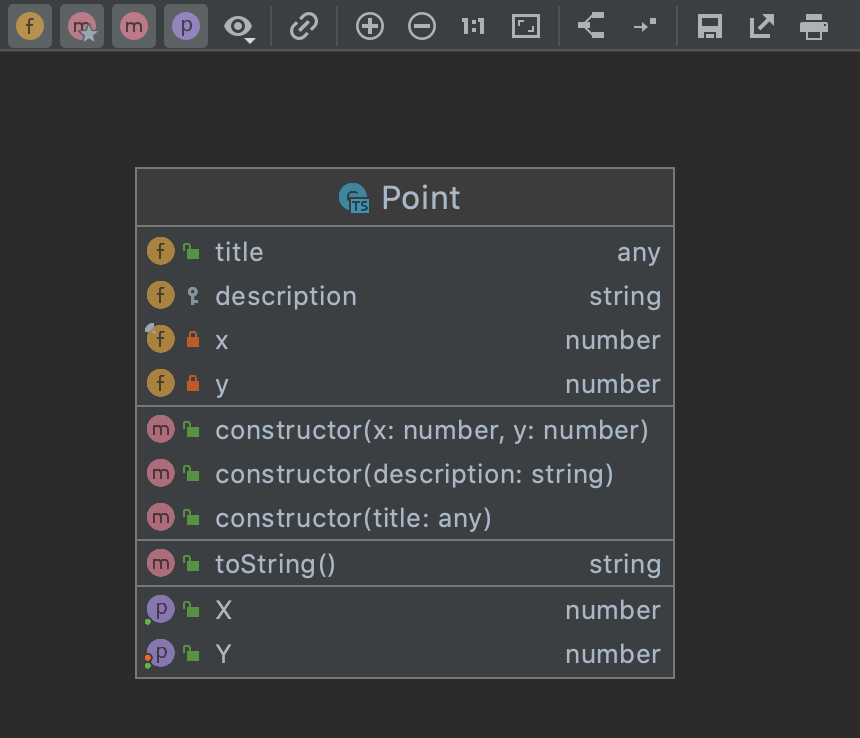 f m m p 1:1
TS Point
f title any
f description string
f x number
f y number
m constructor(x: number, y: number)
m constructor(description: string)
m constructor(title: any)
m toString() string
p X number
p Y number